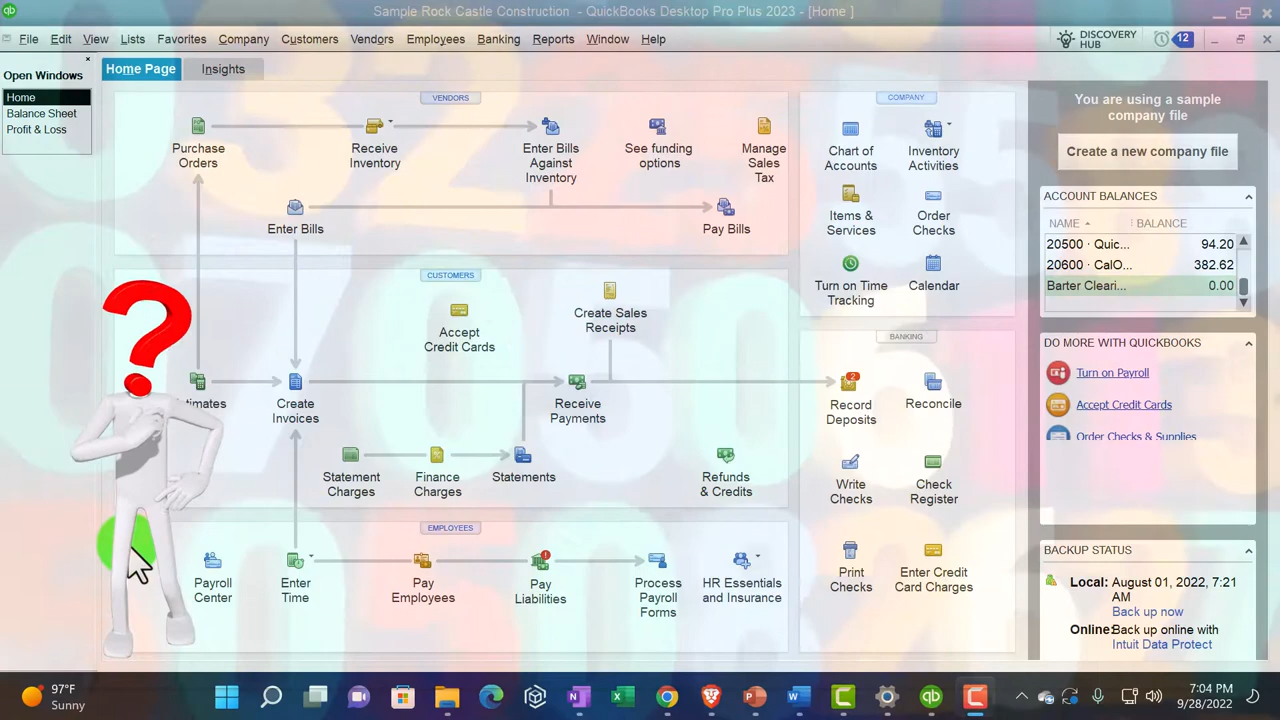 Sample Rock Castle Construction - QuickBooks Desktop Pro Plus 2023 - [Home ]
File Edit View Lists Favorites Company Customers Vendors Employees Banking Reports Window Help
DISCOVERY
HUB
12
Open Windows
Home
Balance Sheet
Profit & Loss
Home Page
Insights
VENDORS
Purchase
Orders
Receive
Inventory
Enter Bills
Against
Inventory
See funding
options
Manage
Sales
Tax
Enter Bills
Pay Bills
CUSTOMERS
Accept
Credit Cards
Create Sales
Receipts
?
Create
Invoices
Receive
Payments
Statement
Charges
Finance
Charges
Statements
Refunds
& Credits
EMPLOYEES
Payroll
Center
Enter
Time
Pay
Employees
Pay
Liabilities
Process
Payroll
Forms
HR Essentials
and Insurance
COMPANY
Chart of
Accounts
Inventory
Activities
Items &
Services
Order
Checks
Turn on Time
Tracking
Calendar
BANKING
2
Record
Deposits
Reconcile
Write
Checks
Check
Register
Print
Checks
Enter Credit
Card Charges
You are using a sample
company file
Create a new company file
ACCOUNT BALANCES
NAME BALANCE
20500 · Quic... 94.20
20600 · CalO... 382.62
Barter Cleari... 0.00
DO MORE WITH QUICKBOOKS
Turn on Payroll
Accept Credit Cards
Order Checks & Supplies
BACKUP STATUS
Local: August 01, 2022, 7:21
AM
Back up now
Online: Back up online with
Intuit Data Protect
97°F
Sunny
7:04 PM
9/28/2022